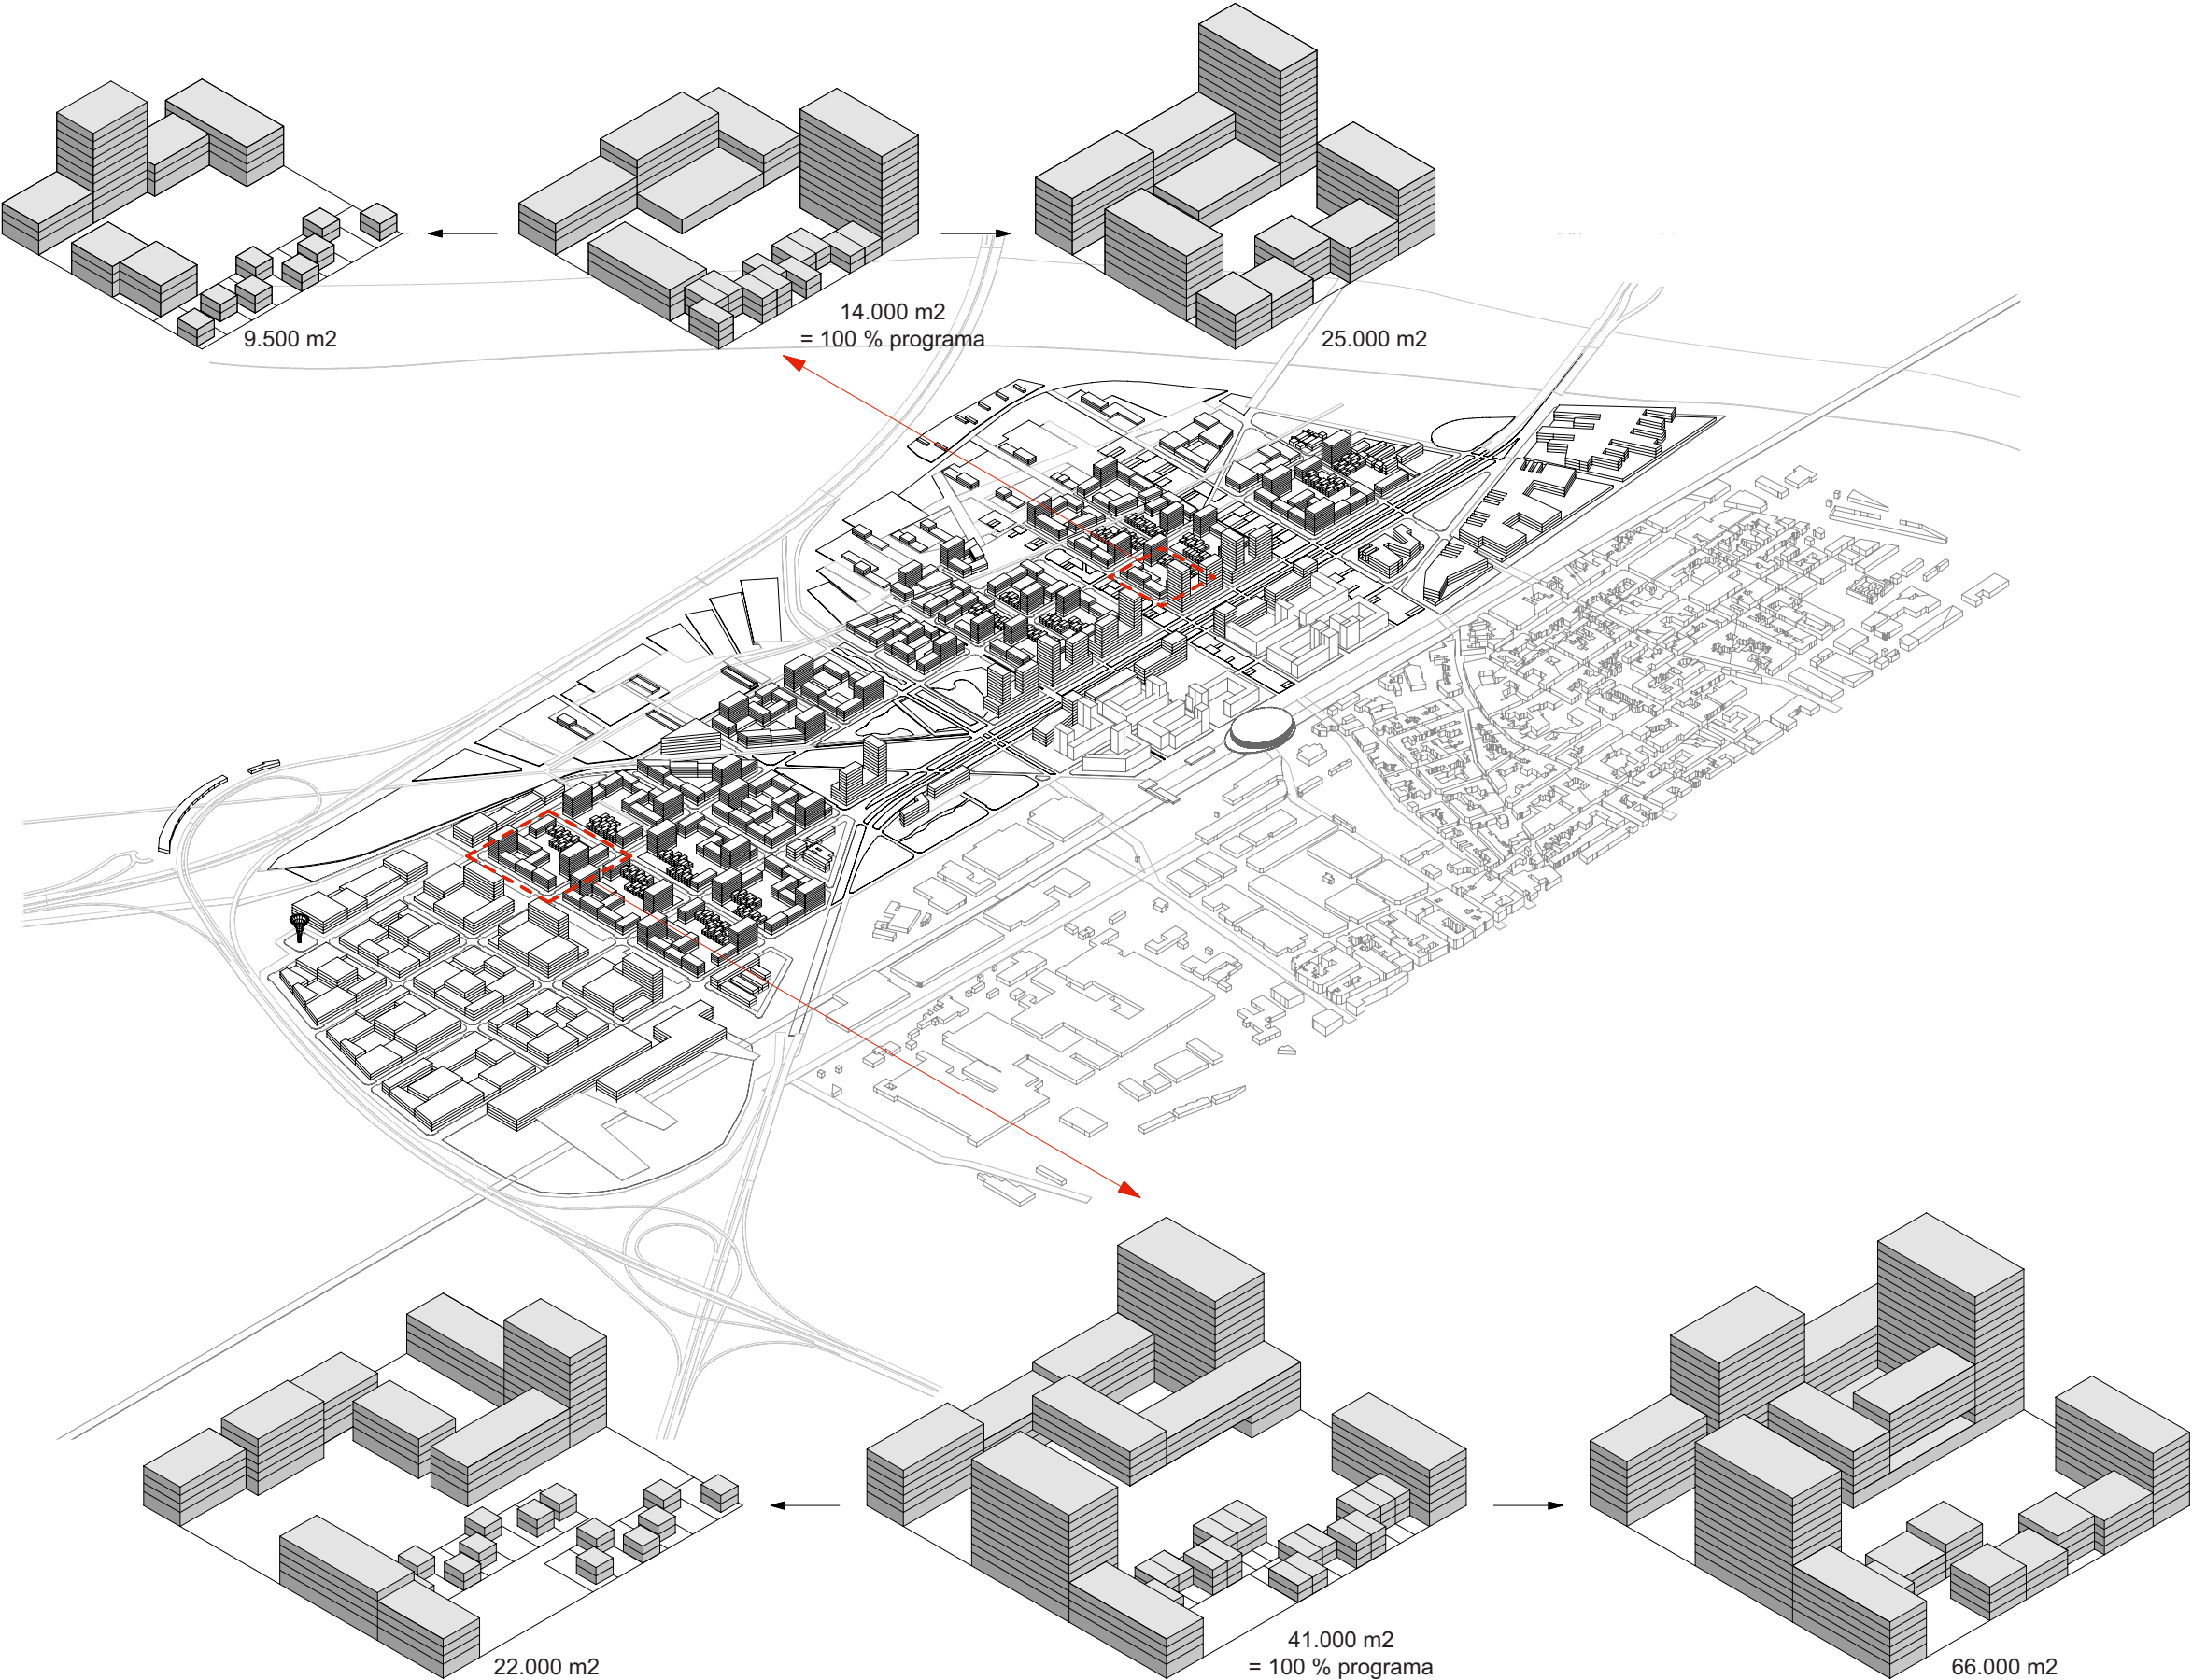 14.000 m2
= 100 % programa
9.500 m2
25.000 m2
41.000 m2
= 100 % programa
22.000 m2
66.000 m2